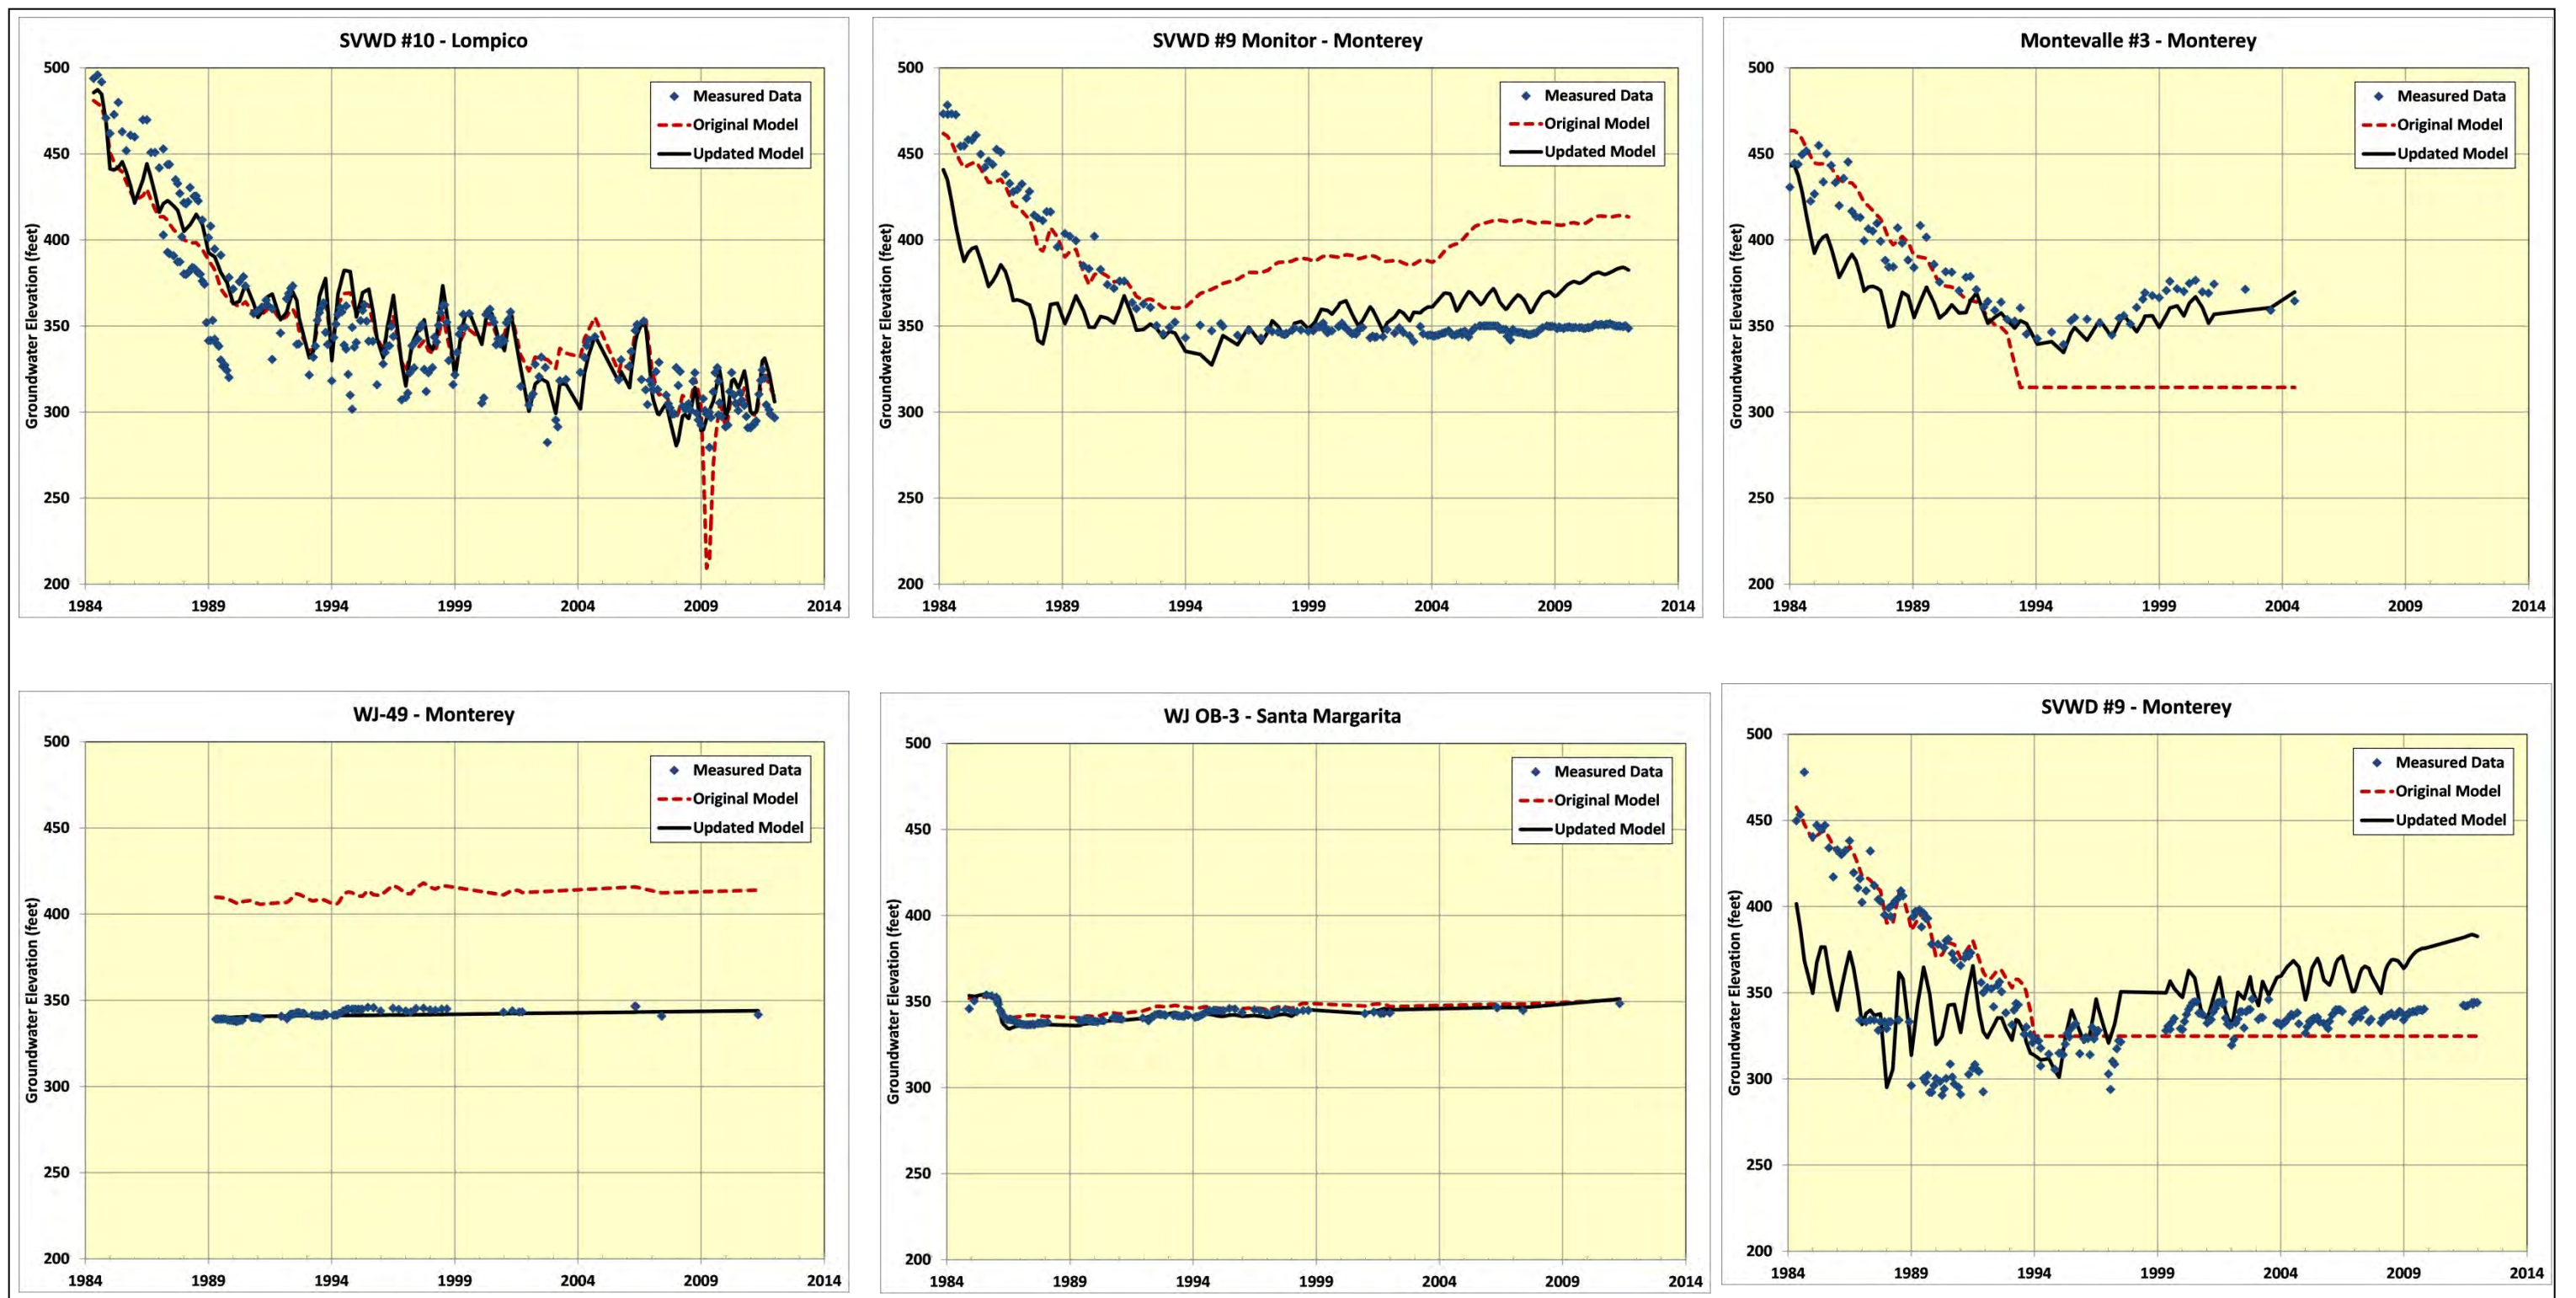 SVWD #10 - Lompico
Groundwater Elevation (feet)
500
450
400
350
300
250
200
1984 1989 1994 1999 2004 2009 2014
Measured Data
Original Model
Updated Model
SVWD #9 Monitor - Monterey
Groundwater Elevation (feet)
500
450
400
350
300
250
200
1984 1989 1994 1999 2004 2009 2014
Measured Data
Original Model
Updated Model
Montevalle #3 - Monterey
Groundwater Elevation (feet)
500
450
400
350
300
250
200
1984 1989 1994 1999 2004 2009 2014
Measured Data
Original Model
Updated Model
WJ-49 - Monterey
Groundwater Elevation (feet)
500
450
400
350
300
250
200
1984 1989 1994 1999 2004 2009 2014
Measured Data
Original Model
Updated Model
WJ OB-3 - Santa Margarita
Groundwater Elevation (feet)
500
450
400
350
300
250
200
1984 1989 1994 1999 2004 2009 2014
Measured Data
Original Model
Updated Model
SVWD #9 - Monterey
Groundwater Elevation (feet)
500
450
400
350
300
250
200
1984 1989 1994 1999 2004 2009 2014
Measured Data
Original Model
Updated Model